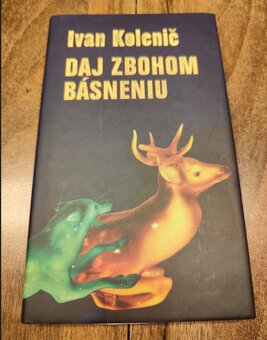 Ivan Kolenič
DAJ ZBOHOM
BÁSNENIU